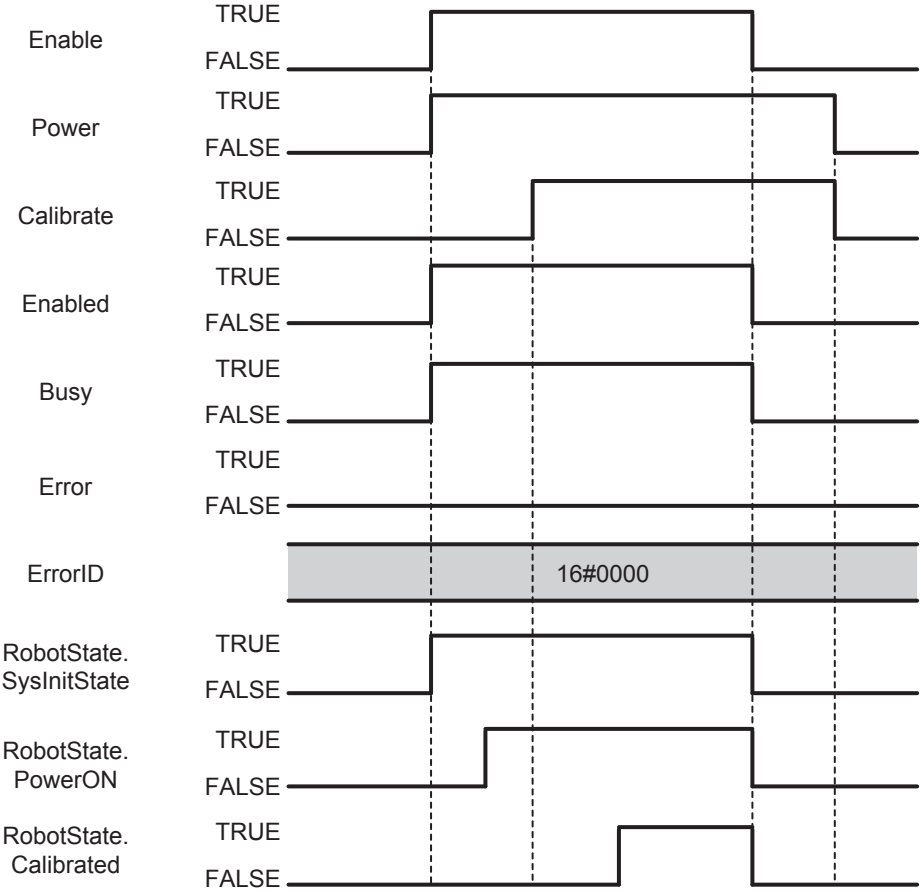 TRUE
Enable
FALSE
TRUE
Power
FALSE
TRUE
Calibrate
FALSE
TRUE
Enabled
FALSE
TRUE
Busy
FALSE
TRUE
Error
FALSE
ErrorID
16#0000
TRUE
RobotState.
SysInitState
FALSE
TRUE
RobotState.
PowerON
FALSE
TRUE
RobotState.
Calibrated
FALSE